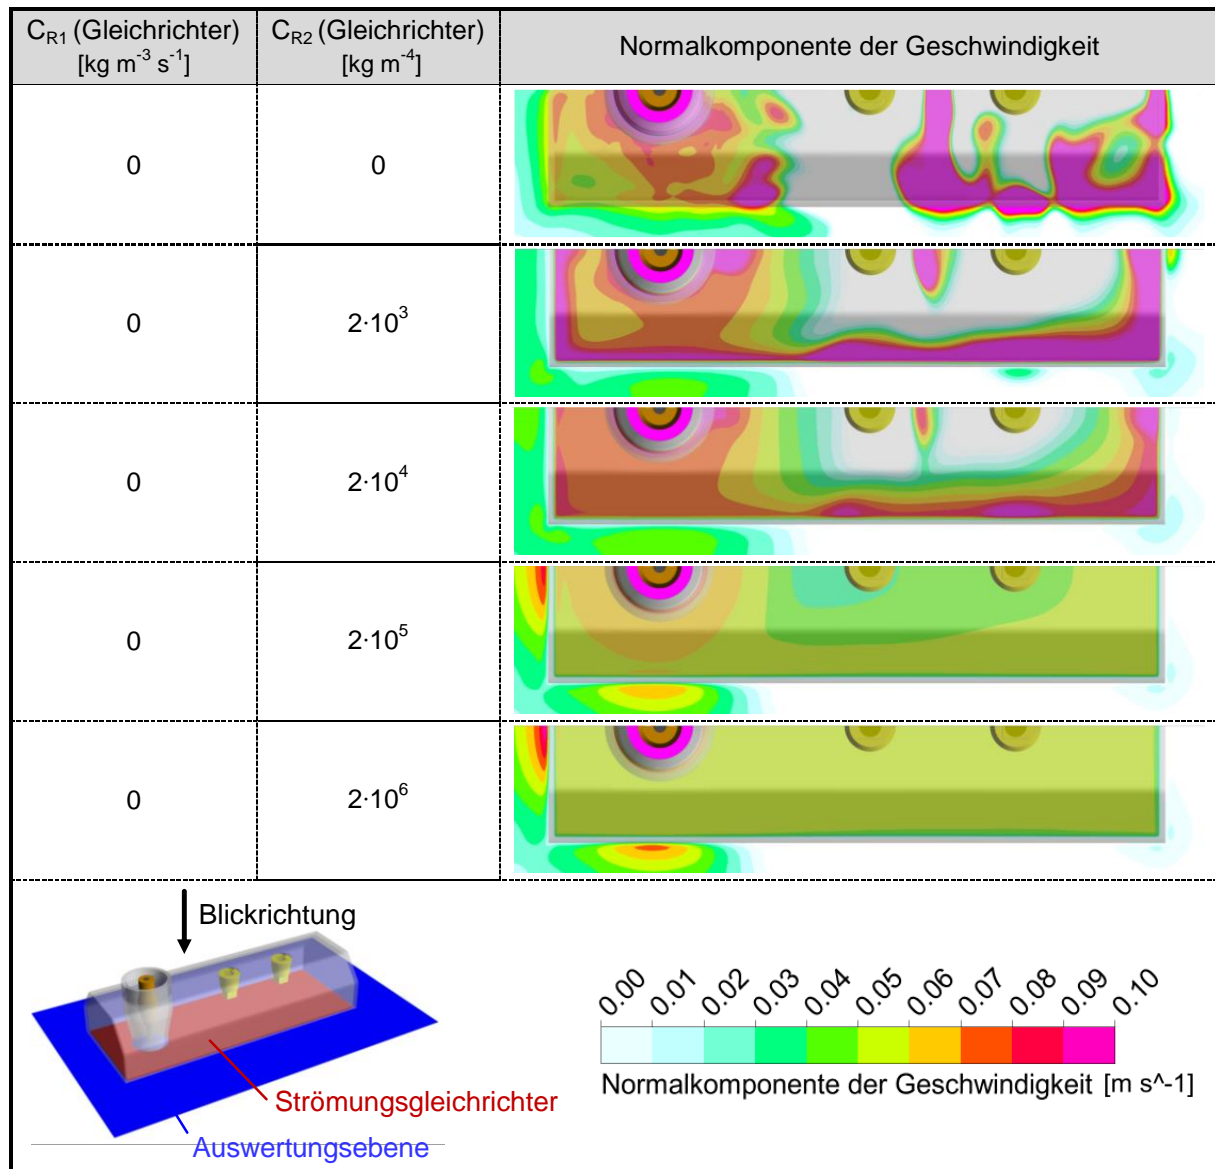 C_R1 (Gleichrichter)
[kg m^-3 s^-1]
C_R2 (Gleichrichter)
[kg m^-4]
Normalkomponente der Geschwindigkeit
0
0
0
2·10^3
0
2·10^4
0
2·10^5
0
2·10^6
Blickrichtung
Strömungsgleichrichter
Auswertungsebene
0.00
0.01
0.02
0.03
0.04
0.05
0.06
0.07
0.08
0.09
0.10
Normalkomponente der Geschwindigkeit [m s^-1]